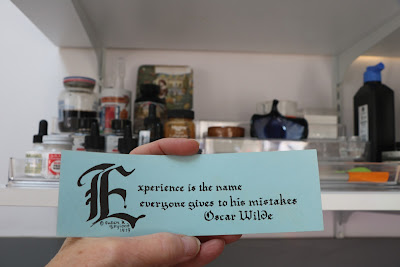 Experience is the name
everyone gives to his mistakes
Oscar Wilde